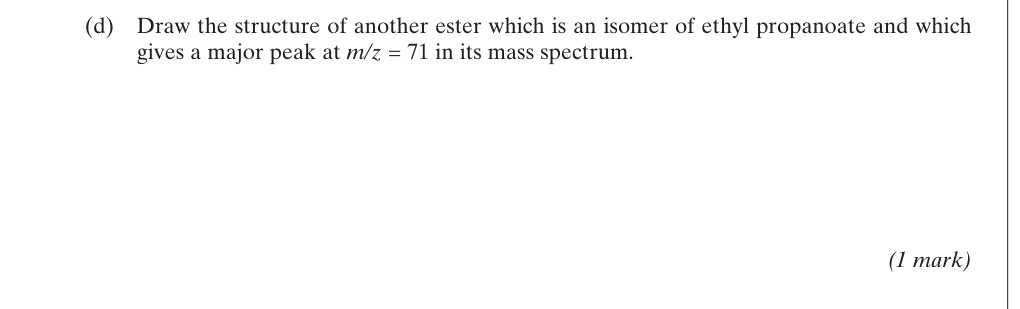 (d) Draw the structure of another ester which is an isomer of ethyl propanoate and which
gives a major peak at m/z = 71 in its mass spectrum.
(1 mark)